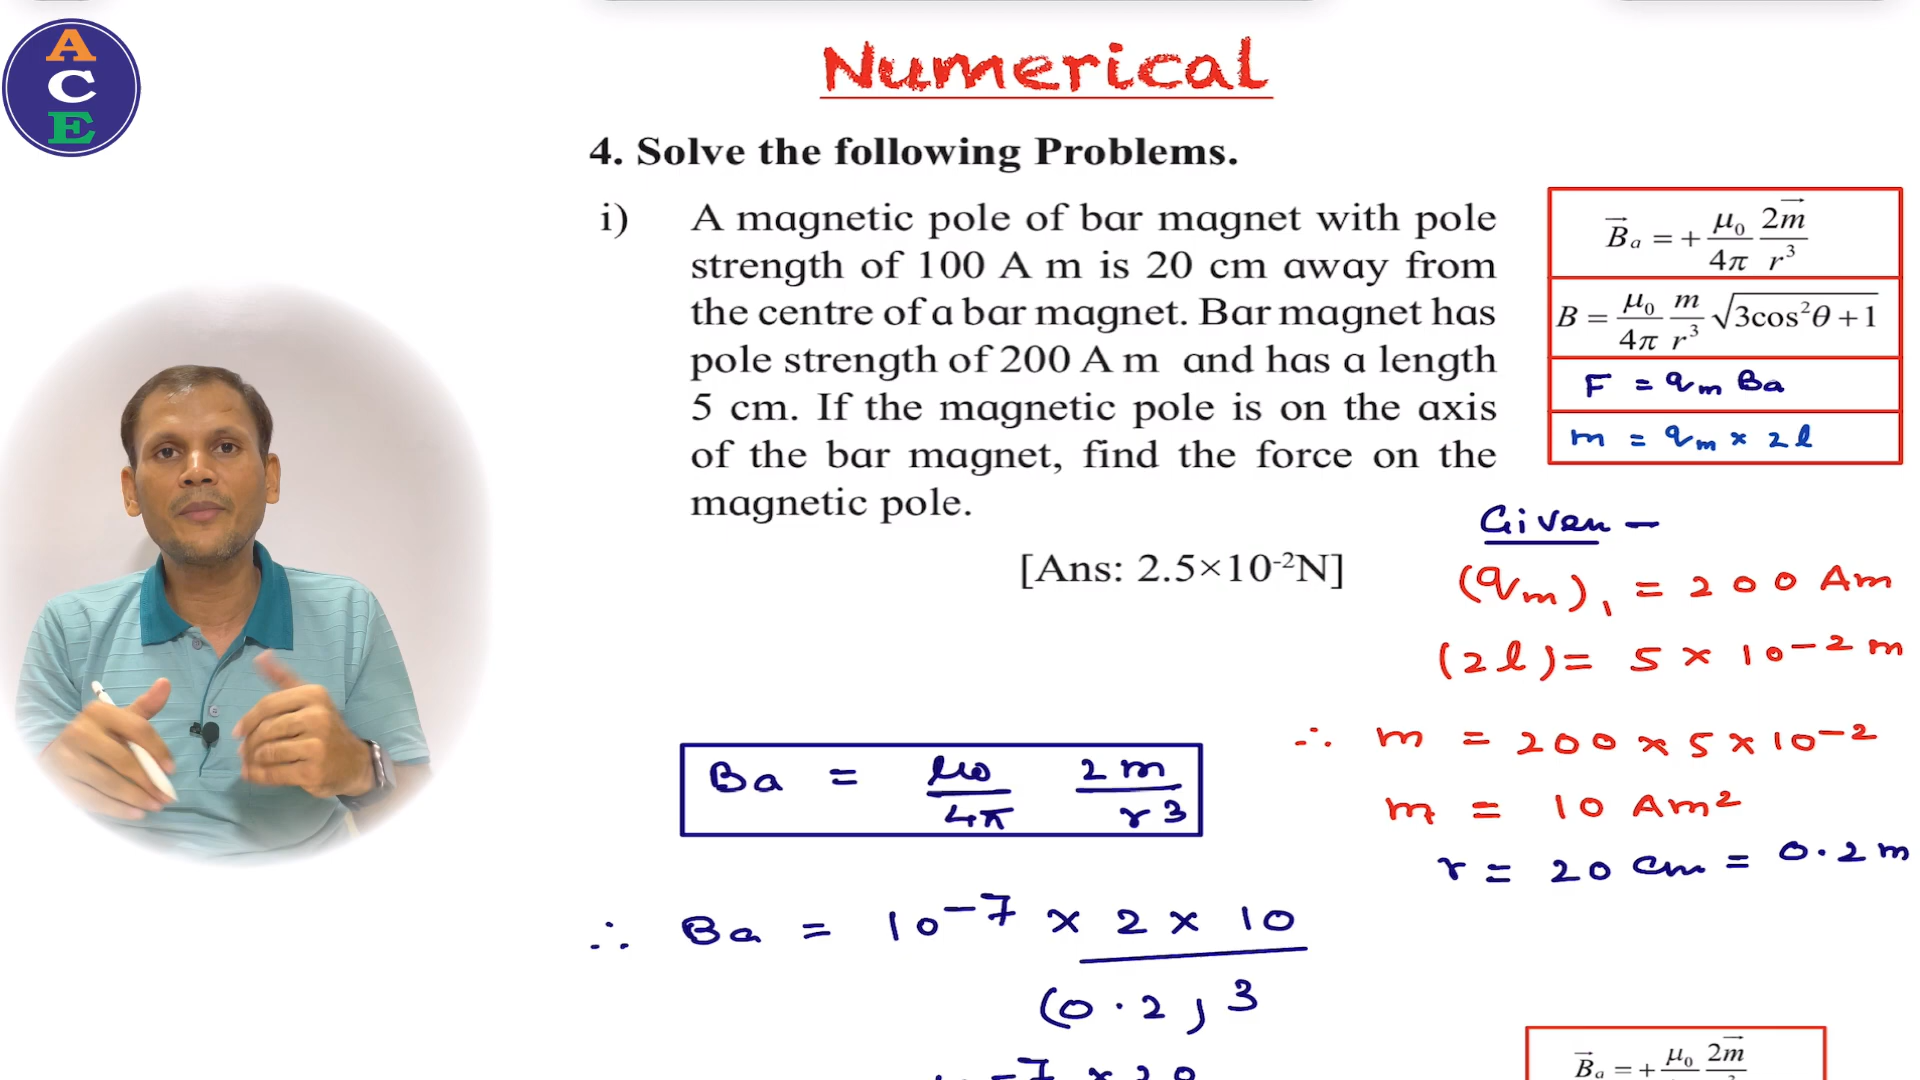 A
C
E
Numerical
4. Solve the following Problems.
i) A magnetic pole of bar magnet with pole
strength of 100 A m is 20 cm away from
the centre of a bar magnet. Bar magnet has
pole strength of 200 A m and has a length
5 cm. If the magnetic pole is on the axis
of the bar magnet, find the force on the
magnetic pole.
[Ans: 2.5×10⁻²N]
B⃗ₐ = + μ₀/4π 2m⃗/r³
B = μ₀/4π m/r³ √(3cos²θ + 1)
F = qₘ Ba
m = qₘ × 2l
Given —
(qₘ)₁ = 200 Am
(2l) = 5 × 10⁻² m
∴ m = 200 × 5 × 10⁻²
m = 10 Am²
r = 20 cm = 0.2 m
Ba = μ₀/4π 2m/r³
∴ Ba = 10⁻⁷ × 2 × 10/(0.2)³
B⃗ₐ = + μ₀ 2m⃗